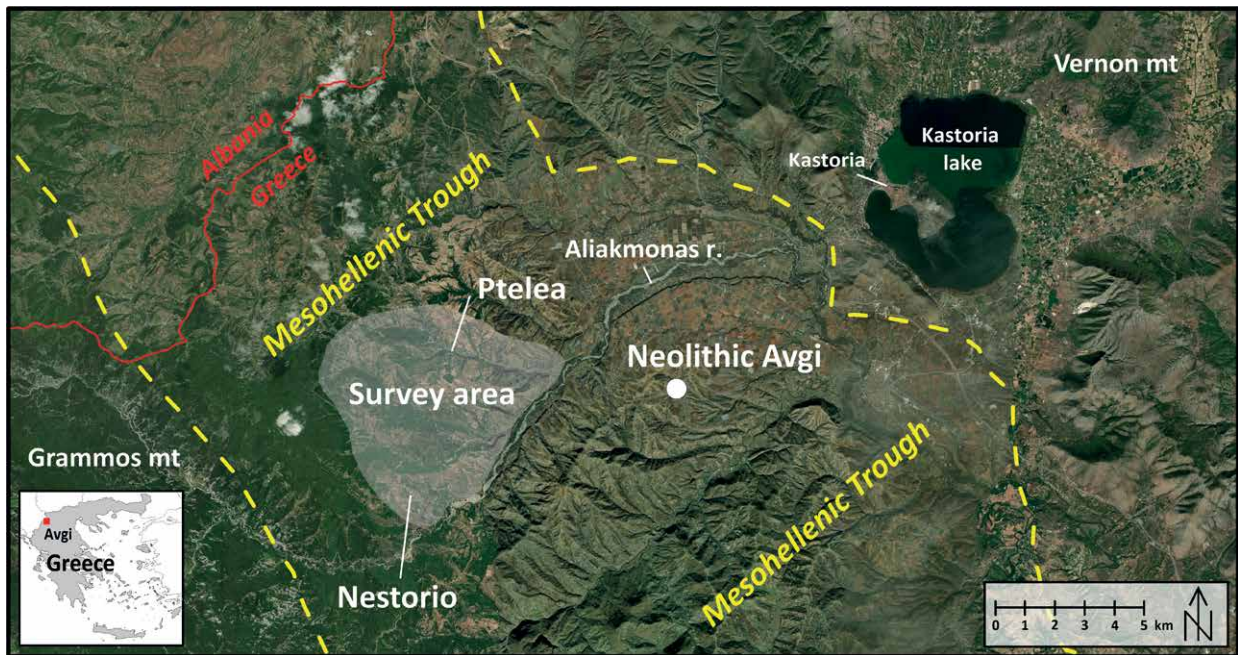 Vernon mt
Kastoria
lake
Kastoria
Albania
Greece
Mesohellenic Trough
Aliakmonas r.
Ptelea
Neolithic Avgi
Survey area
Grammos mt
Mesohellenic Trough
Nestorio
Avgi
Greece
0 1 2 3 4 5 km
N